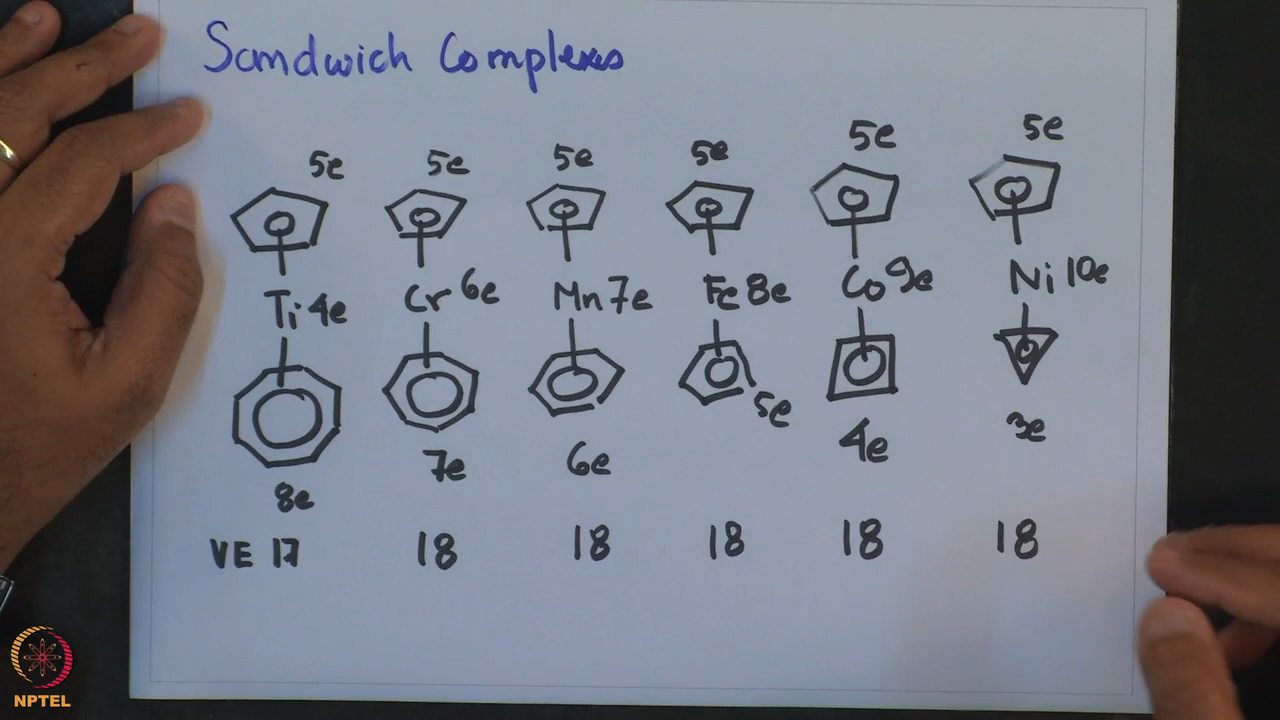 Sandwich Complexes
5e 5e 5e 5e 5e 5e
Ti 4e Cr 6e Mn 7e Fe 8e Co 9e Ni 10e
8e 7e 6e 5e 4e 3e
VE 17 18 18 18 18 18
NPTEL